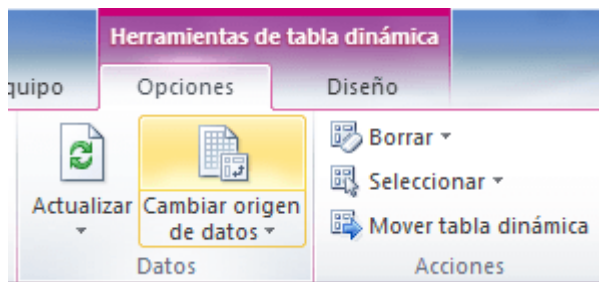 Herramientas de tabla dinámica
quipo Opciones Diseño
Actualizar
Cambiar origen
de datos
Datos
Borrar
Seleccionar
Mover tabla dinámica
Acciones